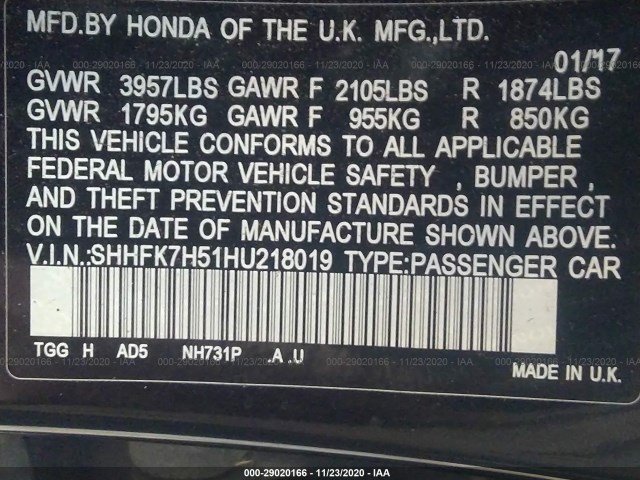 MFD.BY HONDA OF THE U.K. MFG.,LTD.
01/17
GVWR 3957LBS GAWR F 2105LBS R 1874LBS
GVWR 1795KG GAWR F 955KG R 850KG
THIS VEHICLE CONFORMS TO ALL APPLICABLE
FEDERAL MOTOR VEHICLE SAFETY , BUMPER ,
AND THEFT PREVENTION STANDARDS IN EFFECT
ON THE DATE OF MANUFACTURE SHOWN ABOVE.
V.I.N.:SHHFK7H51HU218019 TYPE:PASSENGER CAR
TGG H AD5 NH731P .A .U
MADE IN U.K.
000-29020166 - 11/23/2020 - IAA